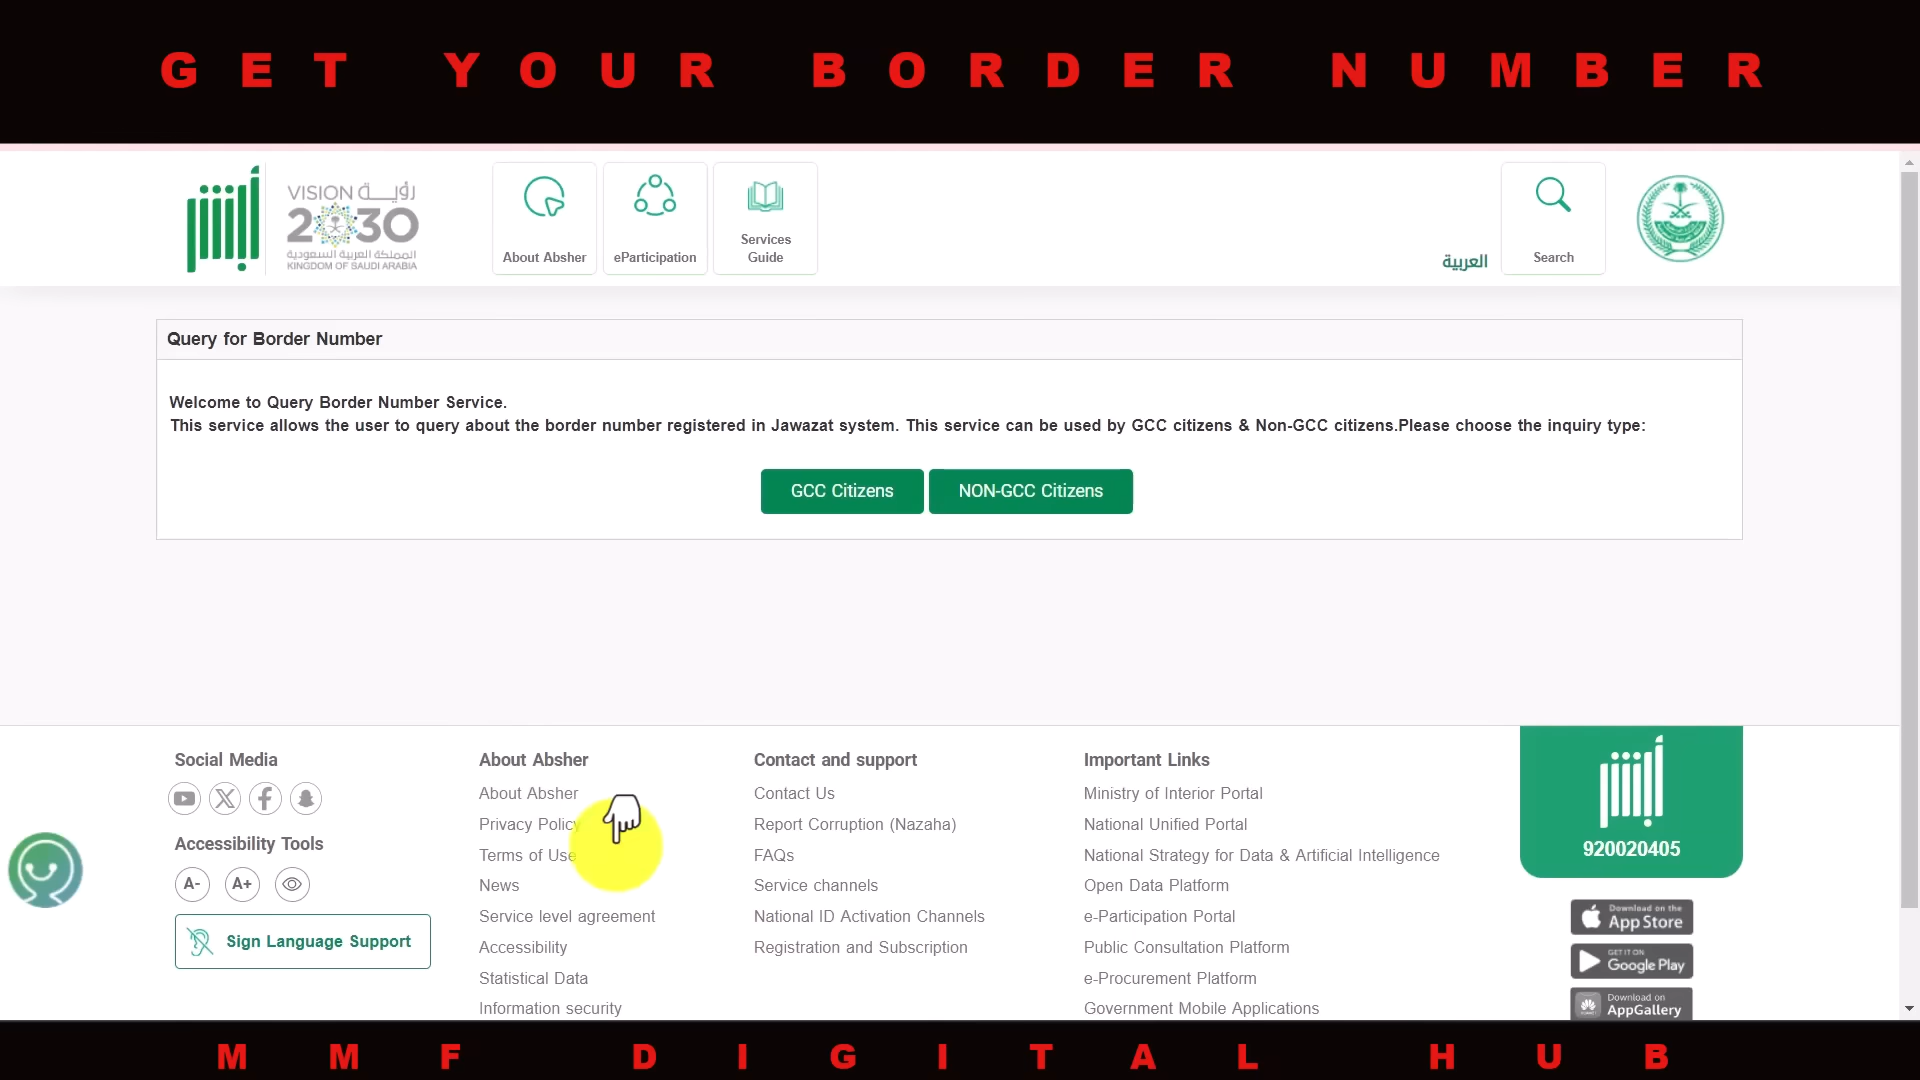 GET YOUR BORDER NUMBER
أبشر
VISION رؤيـــة
2030
المملكة العربية السعودية
KINGDOM OF SAUDI ARABIA
About Absher
eParticipation
Services
Guide
العربية
Search
Query for Border Number
Welcome to Query Border Number Service.
This service allows the user to query about the border number registered in Jawazat system. This service can be used by GCC citizens & Non-GCC citizens.Please choose the inquiry type:
GCC Citizens
NON-GCC Citizens
Social Media
Accessibility Tools
A-
A+
Sign Language Support
About Absher
About Absher
Privacy Policy
Terms of Use
News
Service level agreement
Accessibility
Statistical Data
Information security
Contact and support
Contact Us
Report Corruption (Nazaha)
FAQs
Service channels
National ID Activation Channels
Registration and Subscription
Important Links
Ministry of Interior Portal
National Unified Portal
National Strategy for Data & Artificial Intelligence
Open Data Platform
e-Participation Portal
Public Consultation Platform
e-Procurement Platform
Government Mobile Applications
أبشر
920020405
Download on the
App Store
GET IT ON
Google Play
Download on
AppGallery
MMF DIGITAL HUB